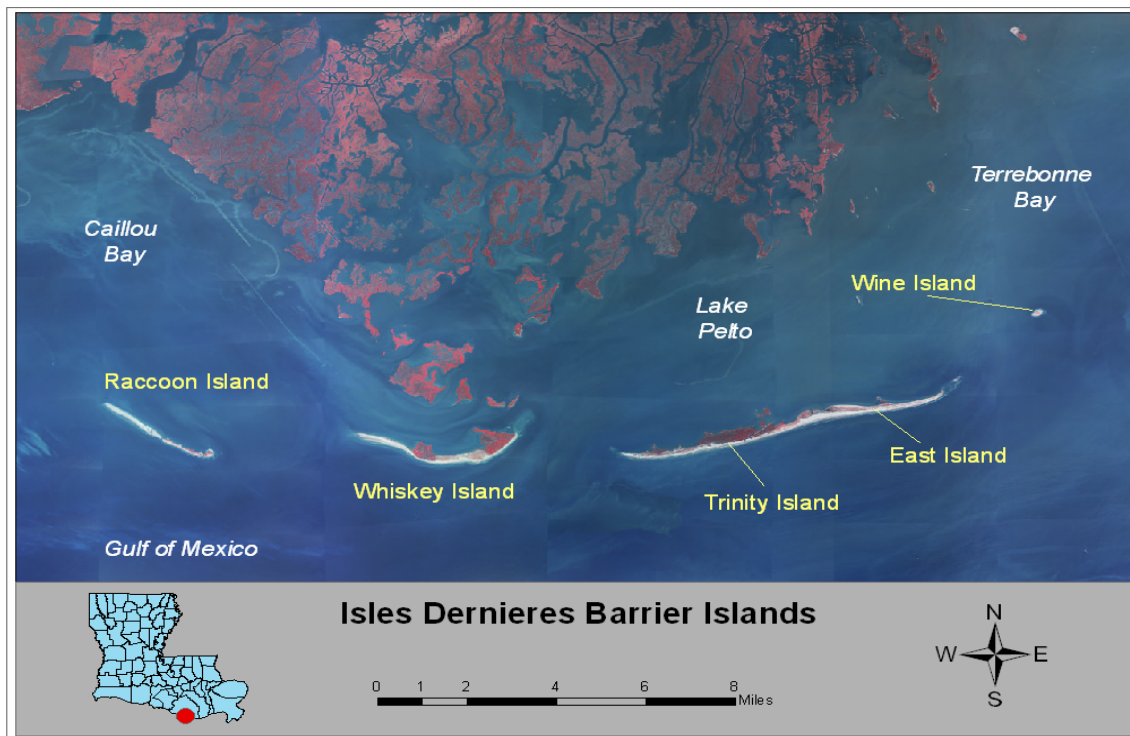 Terrebonne
Bay
Caillou
Bay
Wine Island
Lake
Pelto
Raccoon Island
East Island
Whiskey Island
Trinity Island
Gulf of Mexico
Isles Dernieres Barrier Islands
N
W E
S
0 1 2 4 6 8
Miles